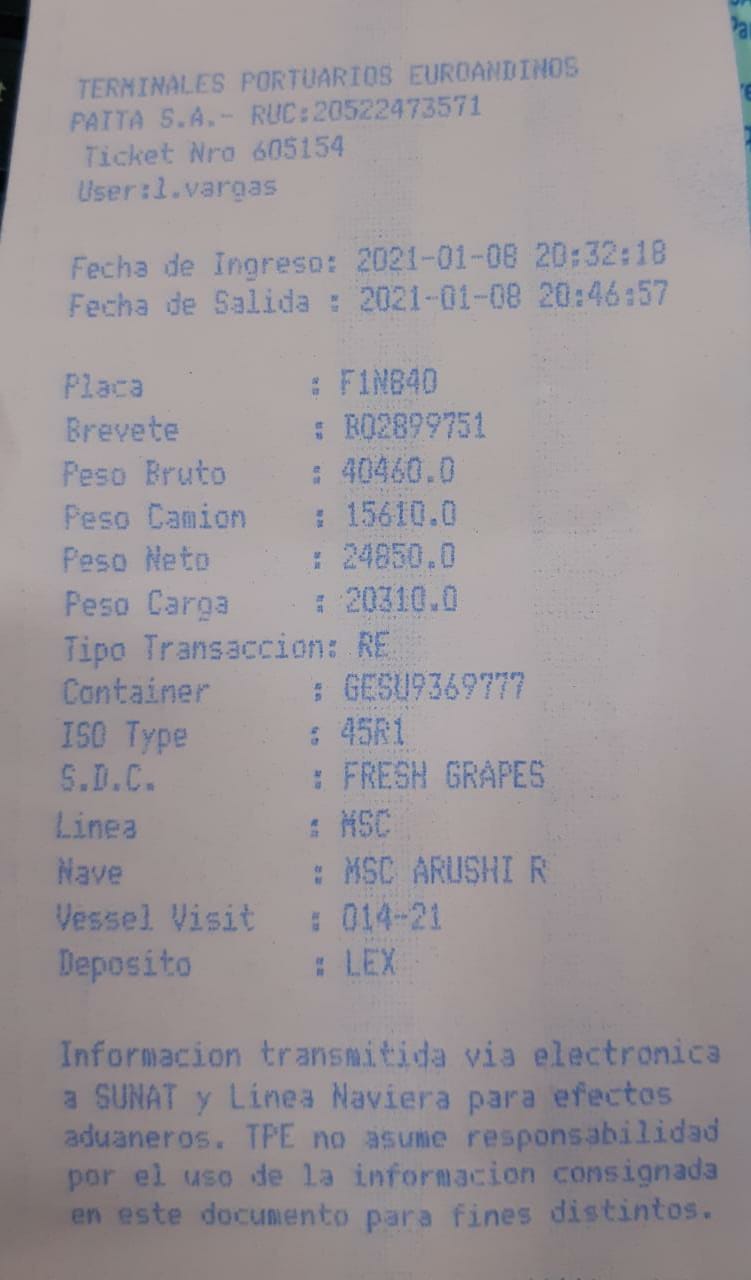 TERMINALES PORTUARIOS EUROANDINOS
PAITA S.A.- RUC:20522473571
Ticket Nro 605154
User:l.vargas
Fecha de Ingreso: 2021-01-08 20:32:18
Fecha de Salida : 2021-01-08 20:46:57
Placa : F1N840
Brevete : B02899751
Peso Bruto : 40460.0
Peso Camion : 15610.0
Peso Neto : 24850.0
Peso Carga : 20310.0
Tipo Transaccion: RE
Container : GESU9369777
ISO Type : 45R1
S.D.C. : FRESH GRAPES
Linea : MSC
Nave : MSC ARUSHI R
Vessel Visit : 014-21
Deposito : LEX
Informacion transmitida via electronica
a SUNAT y Linea Naviera para efectos
aduaneros. TPE no asume responsabilidad
por el uso de la informacion consignada
en este documento para fines distintos.